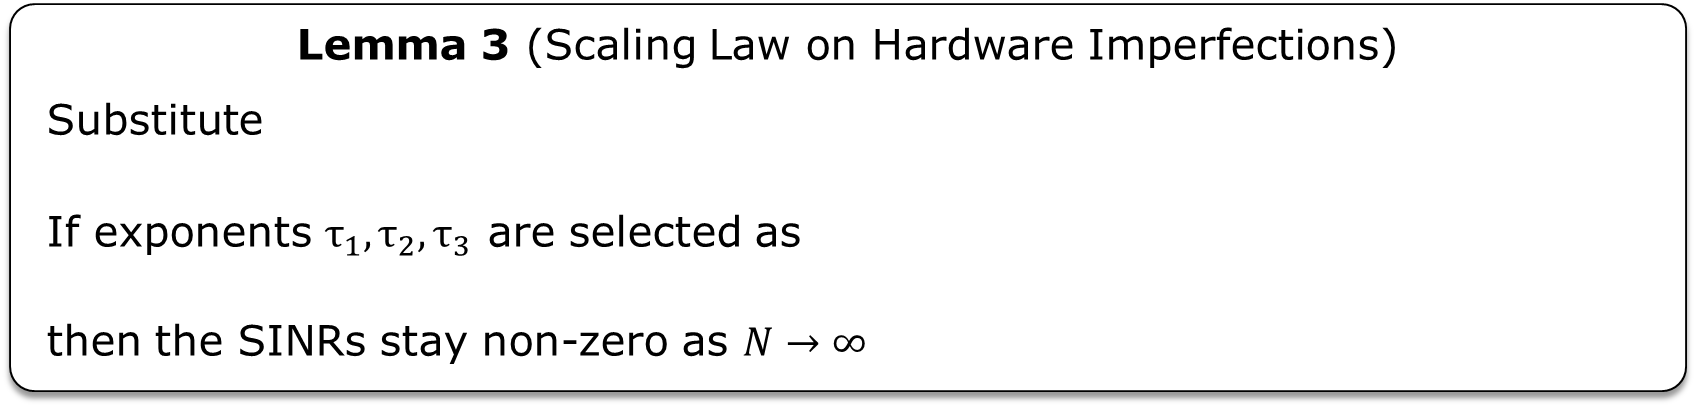 Lemma 3 (Scaling Law on Hardware Imperfections)
Substitute
If exponents τ₁,τ₂,τ₃ are selected as
then the SINRs stay non-zero as N → ∞